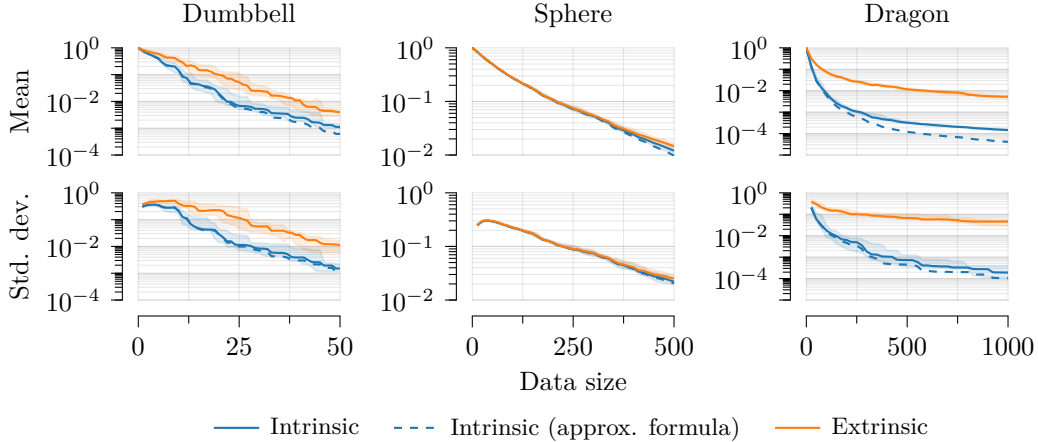 Dumbbell Sphere Dragon
Mean
10^0 10^-2 10^-4
10^0 10^-1 10^-2
10^0 10^-2 10^-4
Std. dev.
10^0 10^-2 10^-4
10^0 10^-1 10^-2
10^0 10^-2 10^-4
0 25 50 0 250 500 0 500 1000
Data size
Intrinsic Intrinsic (approx. formula) Extrinsic